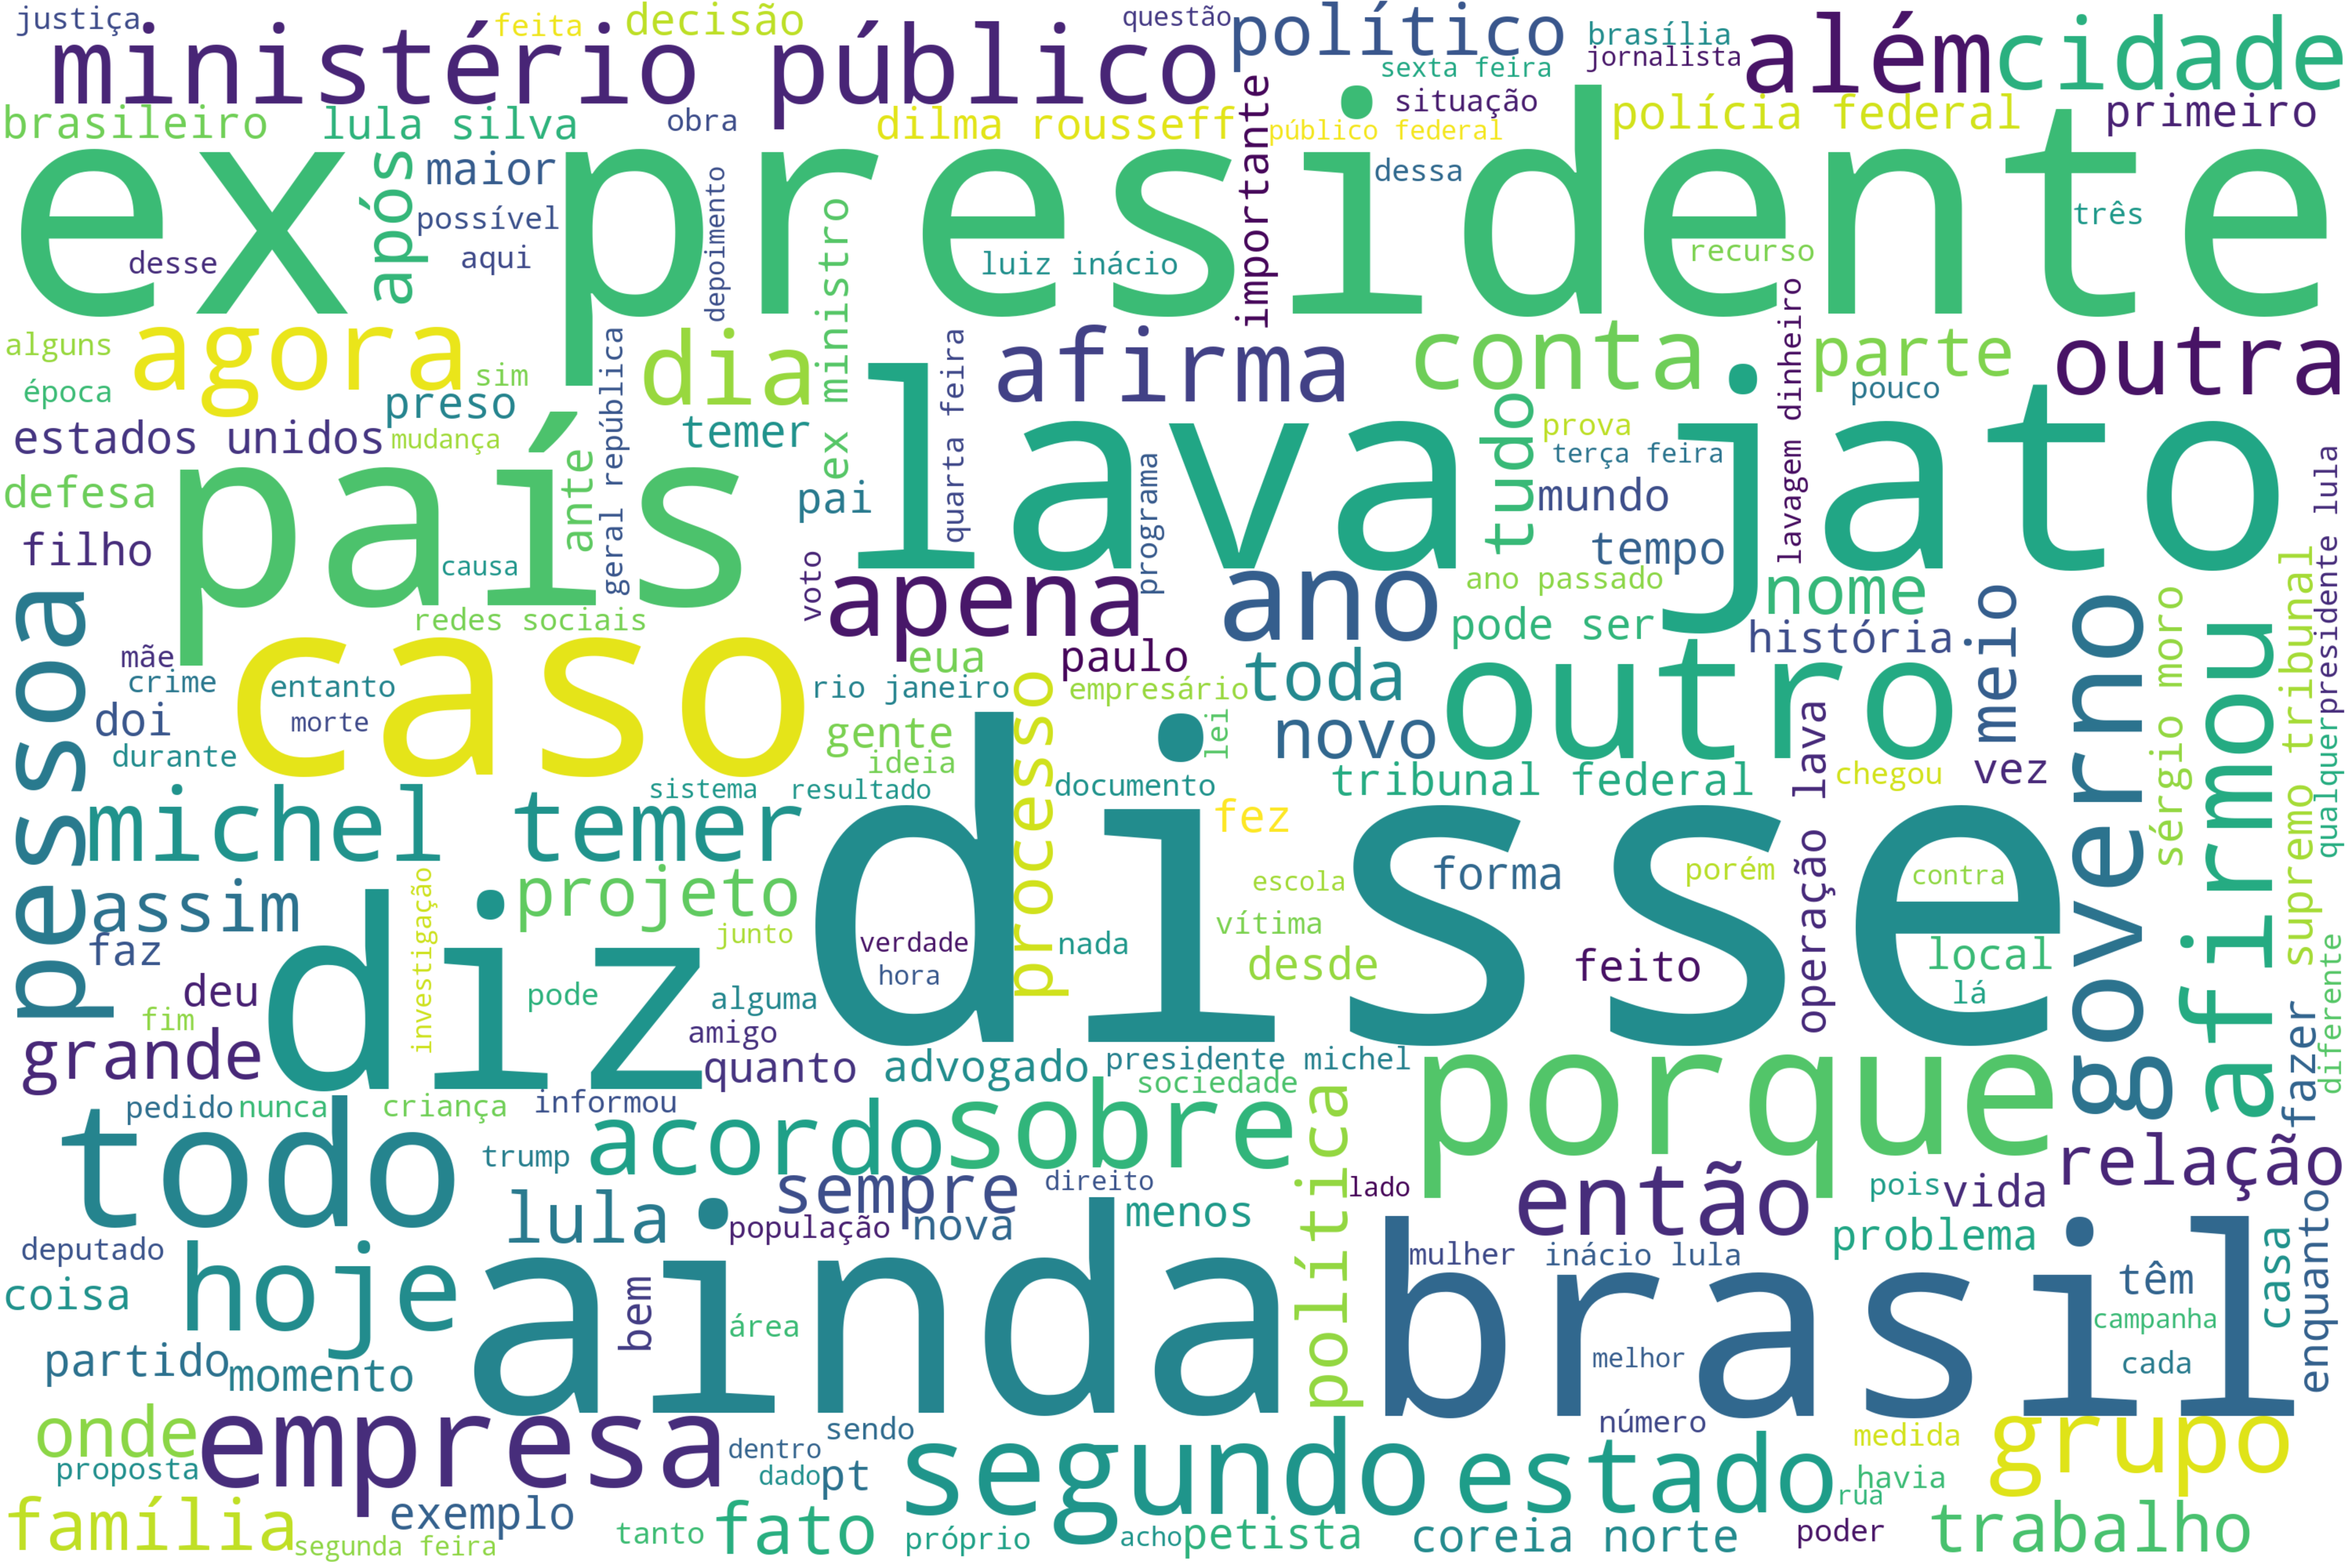 justiça
feita
decisão
questão
político
brasília
jornalista
além
cidade
ministério público
sexta feira
situação
polícia federal
primeiro
brasileiro
lula silva
obra
dilma rousseff
público federal
importante
ex presidente
após
maior
possível
aqui
desse
depoimento
ex ministro
luiz inácio
dessa
três
recurso
alguns
agora
época
sim
dia
afirma
conta
parte
outra
preso
temer
estados unidos
mudança
geral república
quarta feira
tudo
prova
pouco
lavagem dinheiro
terça feira
lava jato
país
ante
defesa
pai
programa
mundo
tempo
filho
causa
voto
apena
ano
ano passado
nome
redes sociais
pode ser
história
meio
governo
afirmou
sérgio moro
supremo tribunal
presidente lula
qualquer
pessoa
mãe
crime
caso
entanto
morte
eua
paulo
rio janeiro
empresário
toda
outro
doi
durante
gente
ideia
processo
lei
novo
vez
sistema
resultado
documento
tribunal federal
chegou
operação lava
michel temer
fez
disse
assim
projeto
investigação
escola
forma
porém
contra
faz
junto
verdade
hora
nada
vítima
desde
feito
local
lá
diz
deu
pode
alguma
fim
amigo
grande
quanto
advogado
presidente michel
porque
fazer
diferente
pedido
nunca
criança
informou
sociedade
todo
acordo
sobre
política
relação
trump
sempre
direito
lado
então
pois
vida
lula
população
nova
menos
problema
deputado
hoje
ainda
mulher
inácio lula
brasil
têm
casa
enquanto
coisa
bem
área
campanha
partido
momento
melhor
cada
onde
empresa
sendo
número
grupo
proposta
dentro
dado
pt
segundo
estado
medida
havia
rua
família
exemplo
segunda feira
tanto
fato
próprio
acho
petista
coreia norte
poder
trabalho